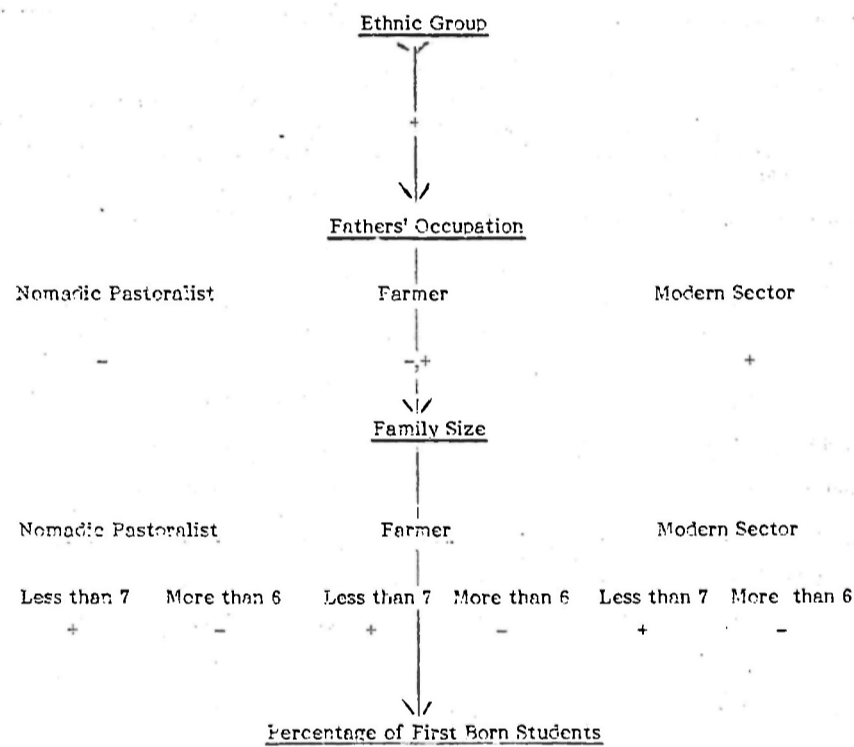 Ethnic Group
+
Fathers' Occupation
Nomadic Pastoralist Farmer Modern Sector
- -,+ +
Family Size
Nomadic Pastoralist Farmer Modern Sector
Less than 7 More than 6 Less than 7 More than 6 Less than 7 More than 6
+ - + - + -
Percentage of First Born Students